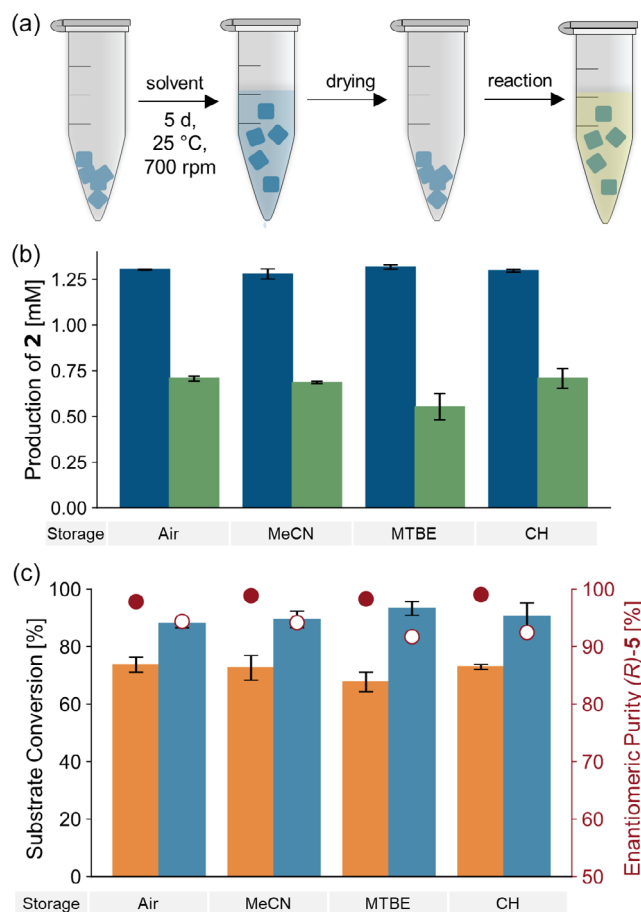 (a)
solvent
5 d,
25 °C,
700 rpm
drying
reaction
(b)
Production of 2 [mM]
1.25
1.00
0.75
0.50
0.25
0.00
Storage Air MeCN MTBE CH
(c)
Substrate Conversion [%]
100
80
60
40
20
0
100
90
80
70
60
50
Enantiomeric Purity (R)-5 [%]
Storage Air MeCN MTBE CH